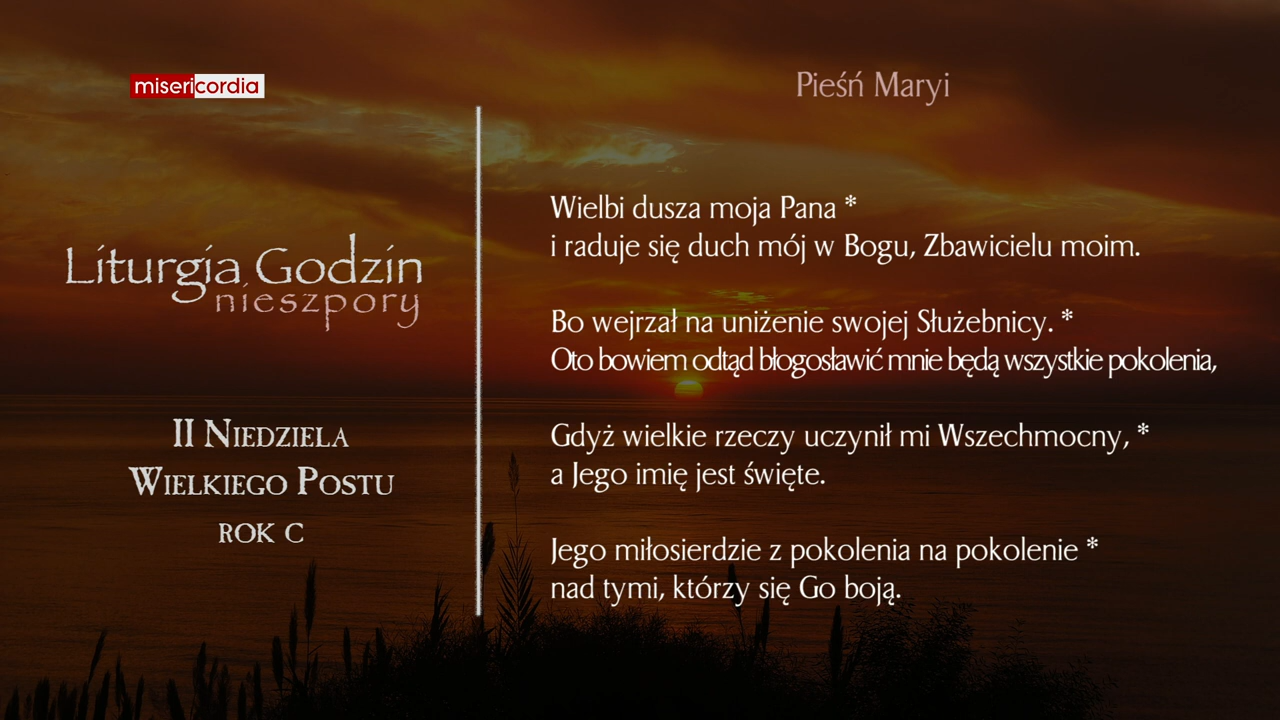 misericordia
Liturgia Godzin
nieszpory
II Niedziela
Wielkiego Postu
rok C
Pieśń Maryi
Wielbi dusza moja Pana *
i raduje się duch mój w Bogu, Zbawicielu moim.
Bo wejrzał na uniżenie swojej Służebnicy. *
Oto bowiem odtąd błogosławić mnie będą wszystkie pokolenia,
Gdyż wielkie rzeczy uczynił mi Wszechmocny, *
a Jego imię jest święte.
Jego miłosierdzie z pokolenia na pokolenie *
nad tymi, którzy się Go boją.